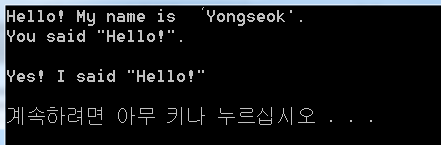 Hello! My name is  'Yongseok'.
You said "Hello!".
Yes! I said "Hello!"
계속하려면 아무 키나 누르십시오 . . .